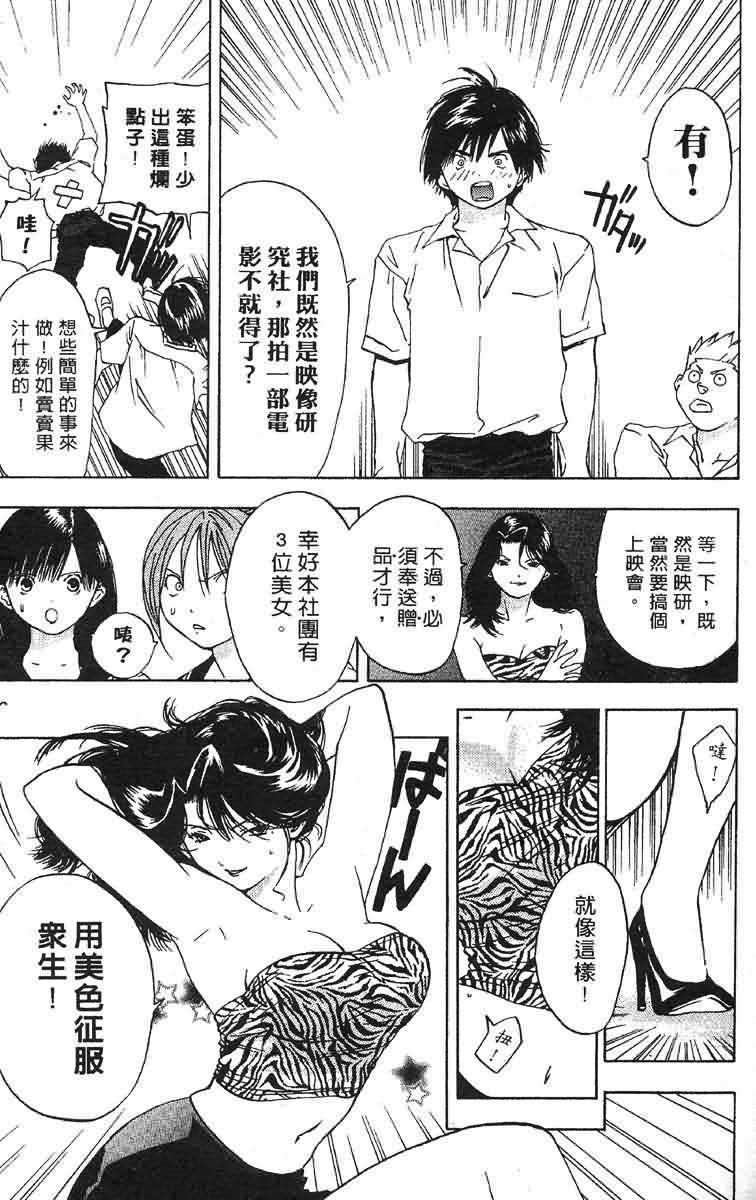 有！
ガタッ
我們既然是映像研
究社，那拍一部電
影不就得了？
笨蛋！少
出這種爛
點子！
哇！
想些簡單的事來
做！例如賣賣果
汁什麼的！
等一下，既
然是映研，
當然要搞個
上映會。
不過，必
須奉送贈
品才行，
幸好本社團有
3位美女。
咦？
噠！
就像這樣！
扭！
ばーん
用美色征服
眾生！